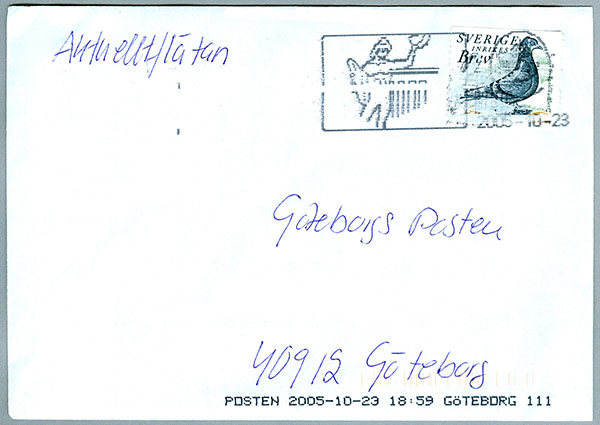 Aktuellt/låtan
SVERIGE
INRIKES
Brev
2005-10-23
Göteborgs Posten
40912 Göteborg
POSTEN 2005-10-23 18:59 GÖTEBORG 111